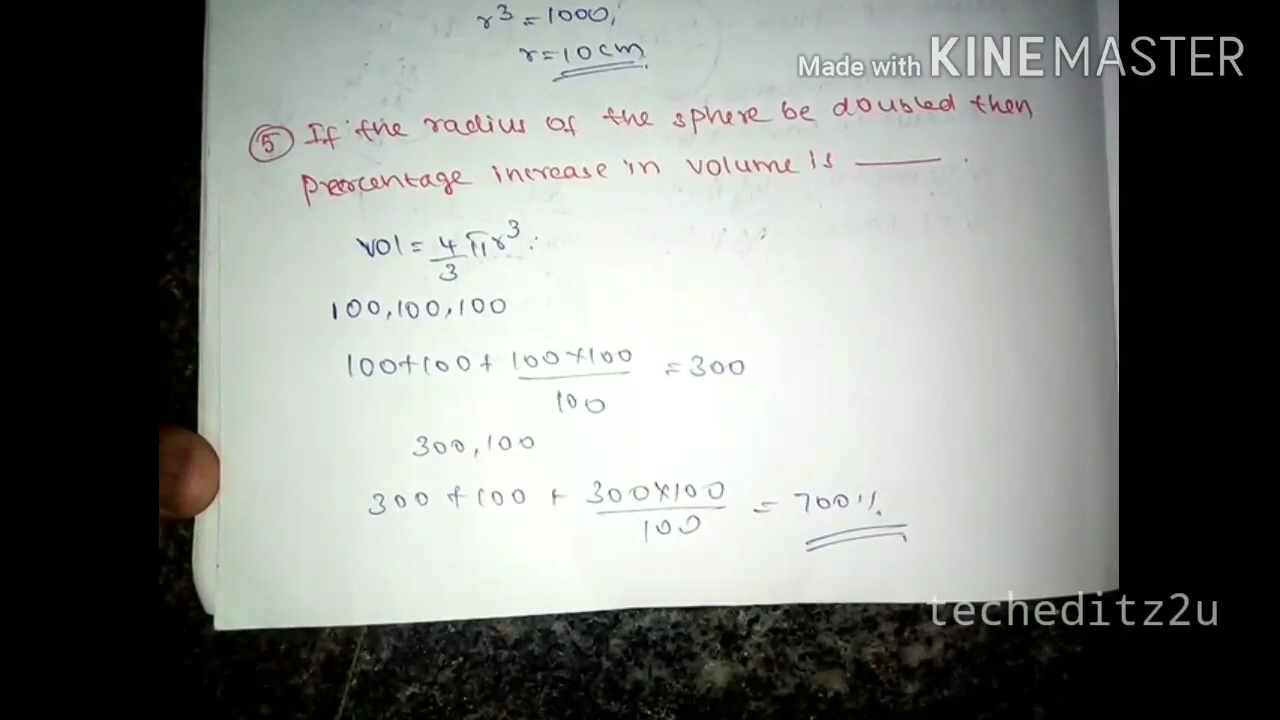 r³ = 1000,
r = 10 cm
Made with KINEMASTER
⑤ If the radius of the sphere be doubled then
percentage increase in volume is ____ .
Vol = 4/3 πr³.
100,100,100
100+100+ 100×100/100 = 300
300,100
300 + 100 + 300×100/100 = 700%
techeditz2u